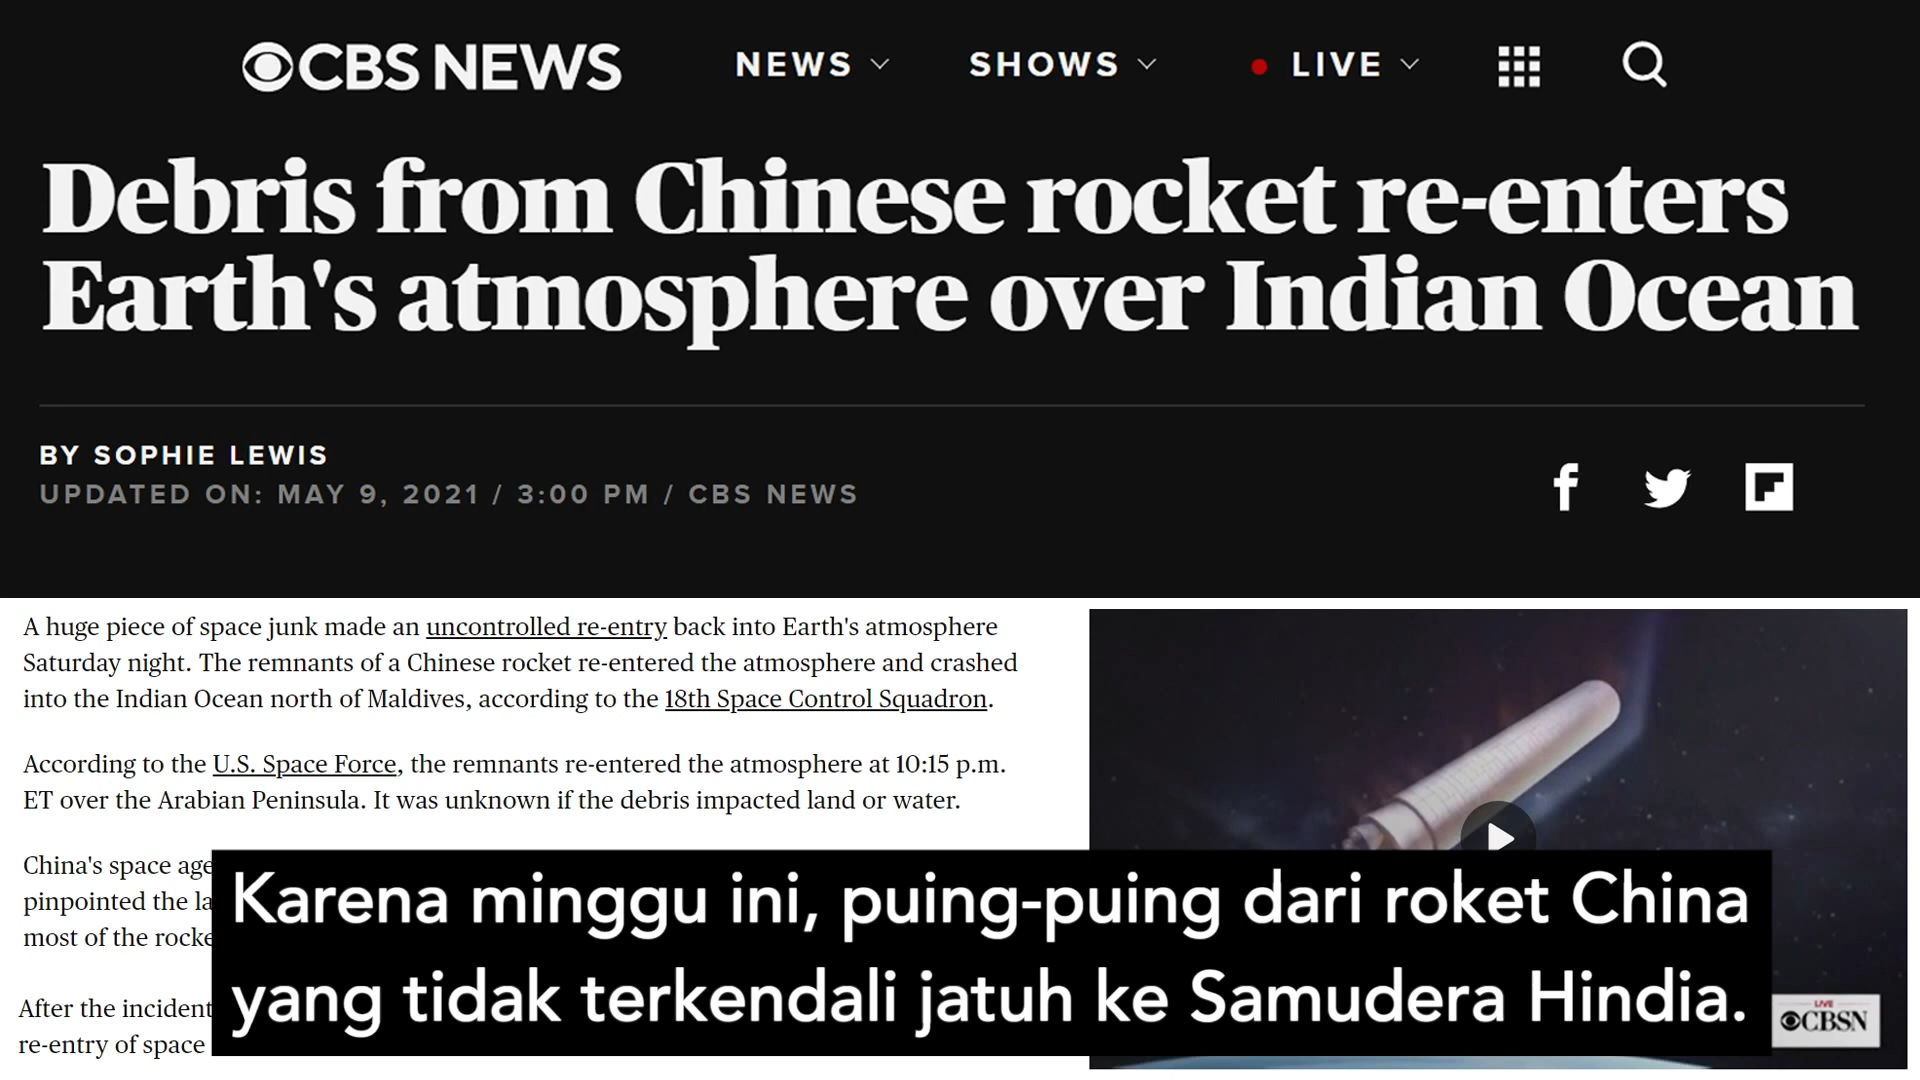 CBS NEWS
NEWS
SHOWS
LIVE
Debris from Chinese rocket re-enters
Earth's atmosphere over Indian Ocean
BY SOPHIE LEWIS
UPDATED ON: MAY 9, 2021 / 3:00 PM / CBS NEWS
A huge piece of space junk made an uncontrolled re-entry back into Earth's atmosphere
Saturday night. The remnants of a Chinese rocket re-entered the atmosphere and crashed
into the Indian Ocean north of Maldives, according to the 18th Space Control Squadron.
According to the U.S. Space Force, the remnants re-entered the atmosphere at 10:15 p.m.
ET over the Arabian Peninsula. It was unknown if the debris impacted land or water.
China's space
pinpointed the
most of the
After the incident
re-entry of space
Karena minggu ini, puing-puing dari roket China
yang tidak terkendali jatuh ke Samudera Hindia.
LIVE
CBSN